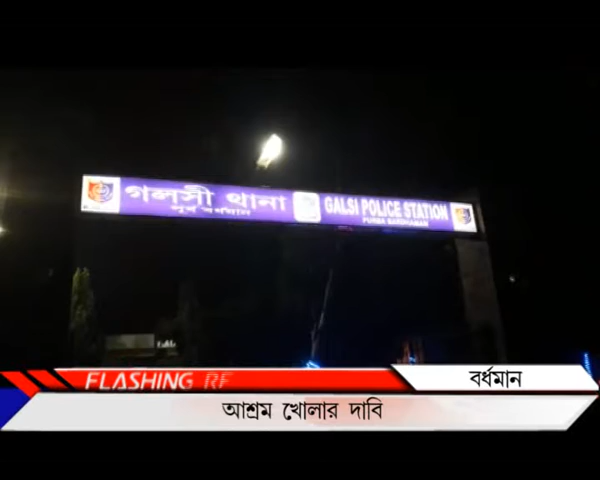 গলসী থানা
পূর্ব বর্ধমান
GALSI POLICE STATION
PURBA BARDHAMAN
FLASHING
বর্ধমান
আশ্রম খোলার দাবি